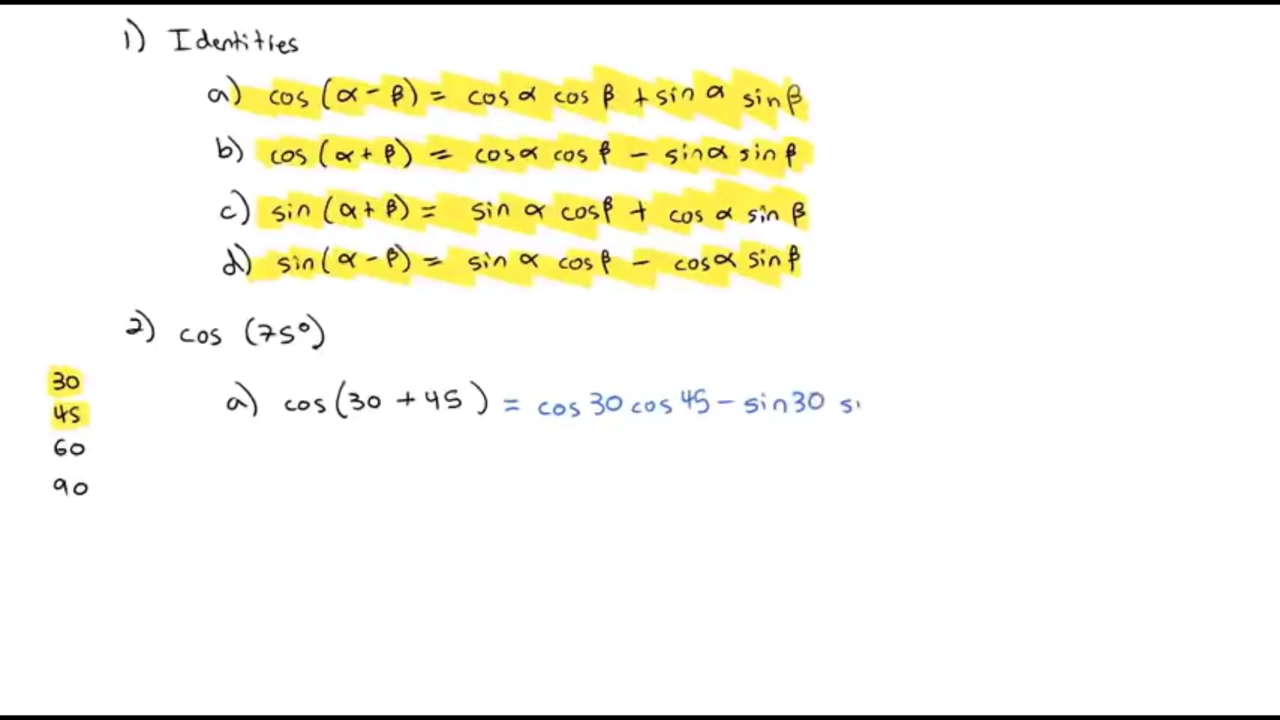 1) Identities
a) cos (α - β) = cos α cos β + sin α sin β
b) cos (α + β) = cos α cos β - sin α sin β
c) sin (α + β) = sin α cos β + cos α sin β
d) sin (α - β) = sin α cos β - cos α sin β
2) cos (75°)
30
45
60
90
a) cos (30 + 45) = cos 30 cos 45 - sin 30